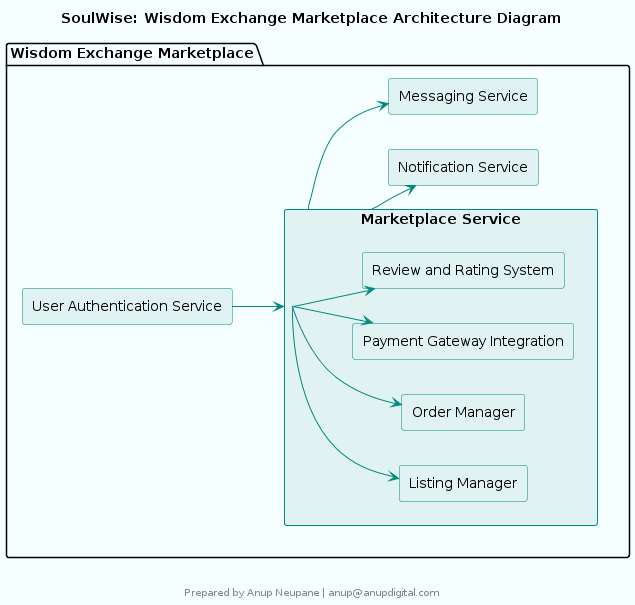 SoulWise: Wisdom Exchange Marketplace Architecture Diagram
Wisdom Exchange Marketplace
Messaging Service
Notification Service
Marketplace Service
Review and Rating System
User Authentication Service
Payment Gateway Integration
Order Manager
Listing Manager
Prepared by Anup Neupane | anup@anupdigital.com